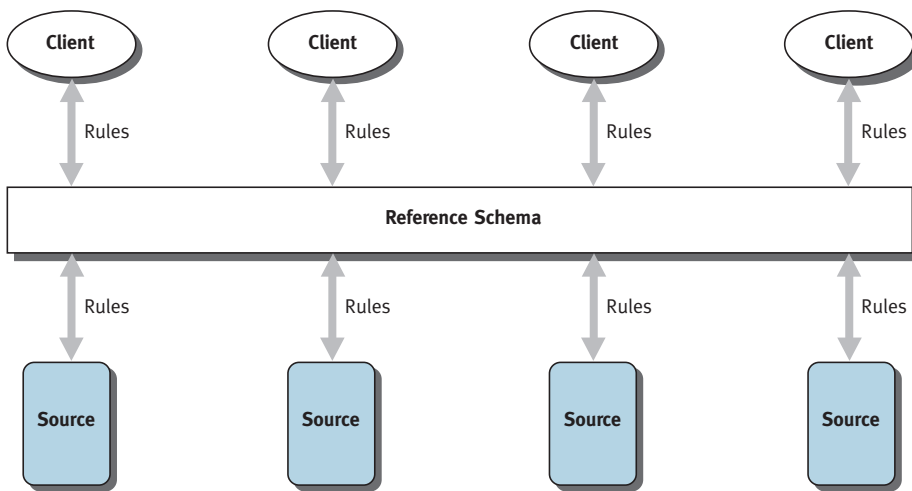 Client Client Client Client
Rules Rules Rules Rules
Reference Schema
Rules Rules Rules Rules
Source Source Source Source